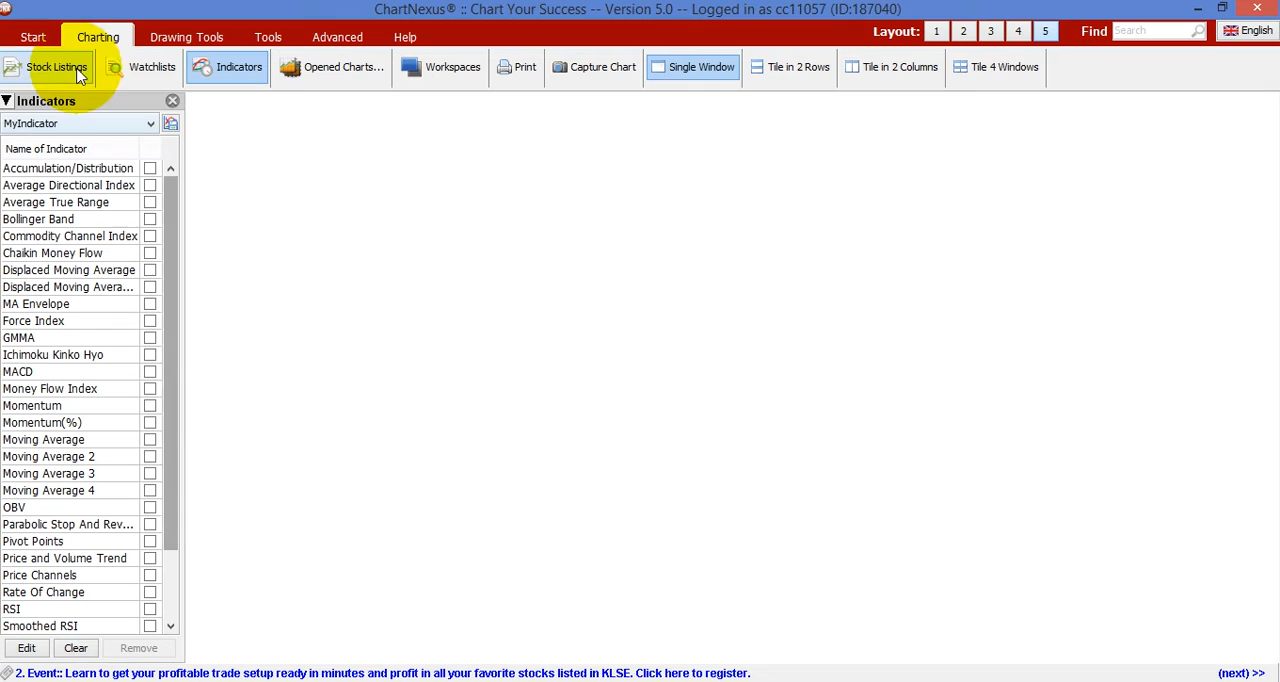 ChartNexus® :: Chart Your Success -- Version 5.0 -- Logged in as cc11057 (ID:187040)
Start Charting Drawing Tools Tools Advanced Help Layout: 1 2 3 4 5 Find Search English
Stock Listings Watchlists Indicators Opened Charts... Workspaces Print Capture Chart Single Window Tile in 2 Rows Tile in 2 Columns Tile 4 Windows
Indicators
MyIndicator
Name of Indicator
Accumulation/Distribution
Average Directional Index
Average True Range
Bollinger Band
Commodity Channel Index
Chaikin Money Flow
Displaced Moving Average
Displaced Moving Avera...
MA Envelope
Force Index
GMMA
Ichimoku Kinko Hyo
MACD
Money Flow Index
Momentum
Momentum(%)
Moving Average
Moving Average 2
Moving Average 3
Moving Average 4
OBV
Parabolic Stop And Rev...
Pivot Points
Price and Volume Trend
Price Channels
Rate Of Change
RSI
Smoothed RSI
Edit Clear Remove
2. Event:: Learn to get your profitable trade setup ready in minutes and profit in all your favorite stocks listed in KLSE. Click here to register. (next) >>